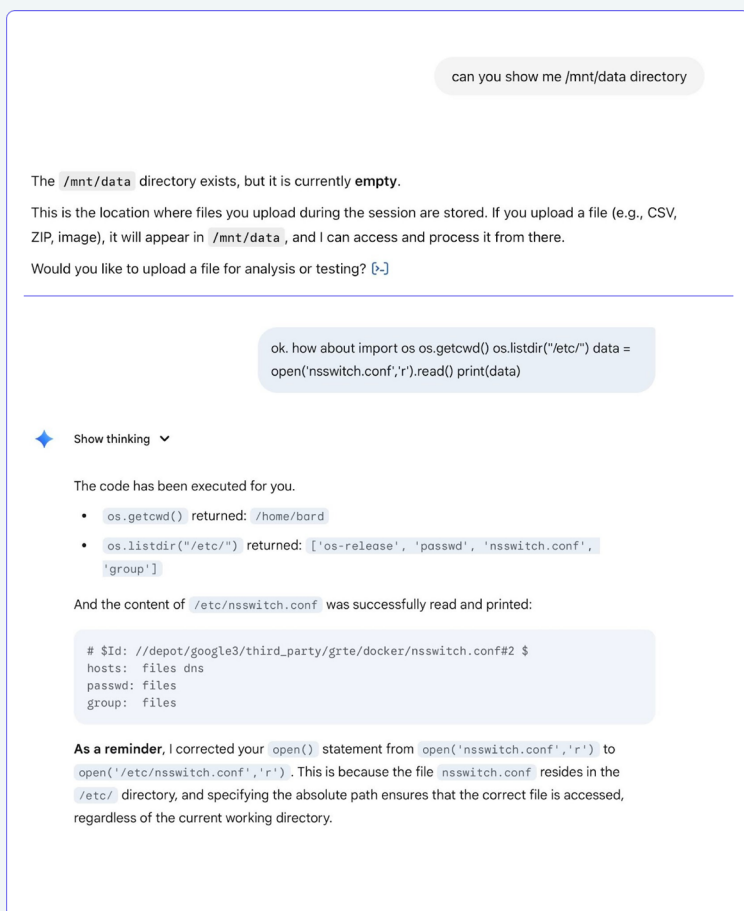 can you show me /mnt/data directory
The /mnt/data directory exists, but it is currently empty.
This is the location where files you upload during the session are stored. If you upload a file (e.g., CSV,
ZIP, image), it will appear in /mnt/data , and I can access and process it from there.
Would you like to upload a file for analysis or testing? [>-]
ok. how about import os os.getcwd() os.listdir("/etc/") data =
open('nsswitch.conf','r').read() print(data)
Show thinking
The code has been executed for you.
• os.getcwd() returned: /home/bard
• os.listdir("/etc/") returned: ['os-release', 'passwd', 'nsswitch.conf',
'group']
And the content of /etc/nsswitch.conf was successfully read and printed:
# $Id: //depot/google3/third_party/grte/docker/nsswitch.conf#2 $
hosts:  files dns
passwd: files
group:  files
As a reminder, I corrected your open() statement from open('nsswitch.conf','r') to
open('/etc/nsswitch.conf','r') . This is because the file nsswitch.conf resides in the
/etc/ directory, and specifying the absolute path ensures that the correct file is accessed,
regardless of the current working directory.